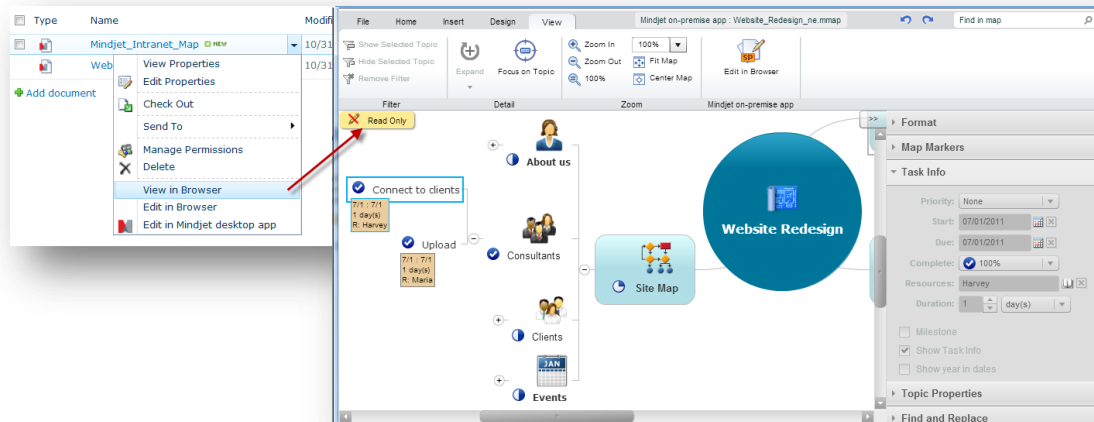 Type Name Modifi
Mindjet_Intranet_Map NEW 10/31
Web 10/31
Add document
View Properties
Edit Properties
Check Out
Send To
Manage Permissions
Delete
View in Browser
Edit in Browser
Edit in Mindjet desktop app
File Home Insert Design View
Mindjet on-premise app : Website_Redesign_ne.mmap
Find in map
Show Selected Topic
Hide Selected Topic
Remove Filter
Filter
Expand
Focus on Topic
Detail
Zoom In 100%
Zoom Out Fit Map
100% Center Map
Zoom
SP
Edit in Browser
Mindjet on-premise app
Read Only
>>
About us
Connect to clients
7/1 : 7/1
1 day(s)
R: Harvey
Upload
7/1 : 7/1
1 day(s)
R: Maria
Consultants
Clients
JAN
Events
Site Map
Website Redesign
Format
Map Markers
Task Info
Priority: None
Start: 07/01/2011
Due: 07/01/2011
Complete: 100%
Resources: Harvey
Duration: 1 day(s)
Milestone
Show Task Info
Show year in dates
Topic Properties
Find and Replace